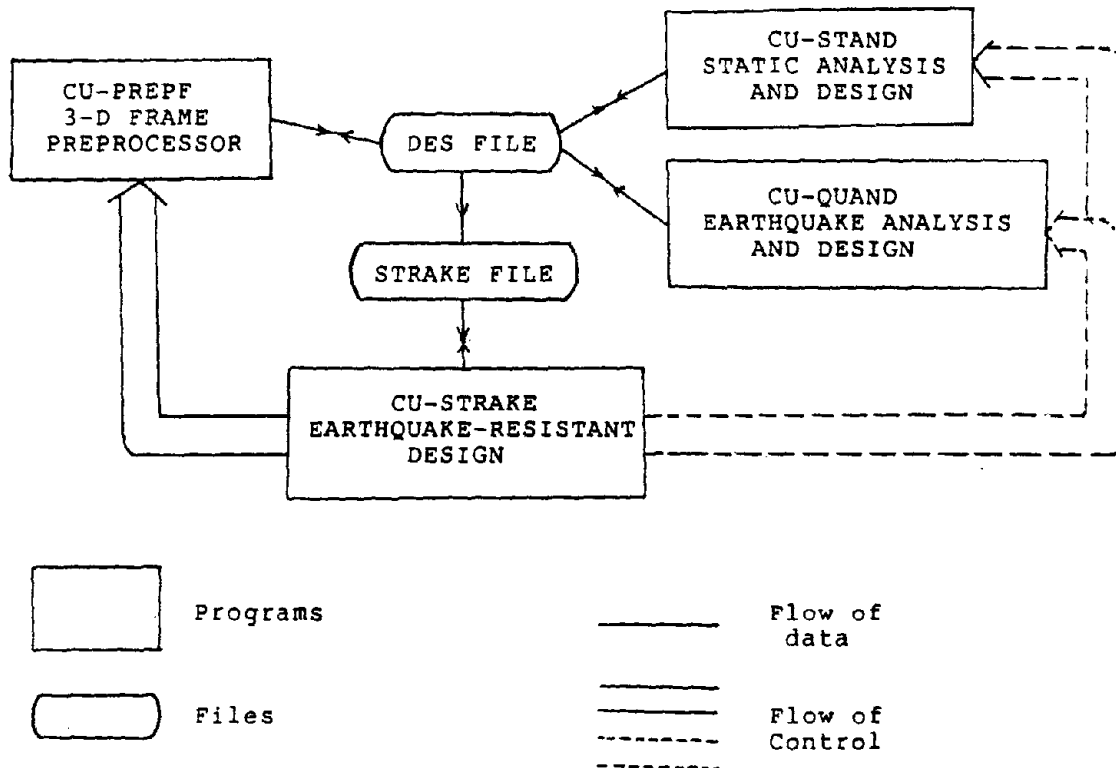 CU-STAND
STATIC ANALYSIS
AND DESIGN
CU-PREPF
3-D FRAME
PREPROCESSOR
DES FILE
CU-QUAND
EARTHQUAKE ANALYSIS
AND DESIGN
STRAKE FILE
CU-STRAKE
EARTHQUAKE-RESISTANT
DESIGN
Programs
Flow of
data
Files
Flow of
Control